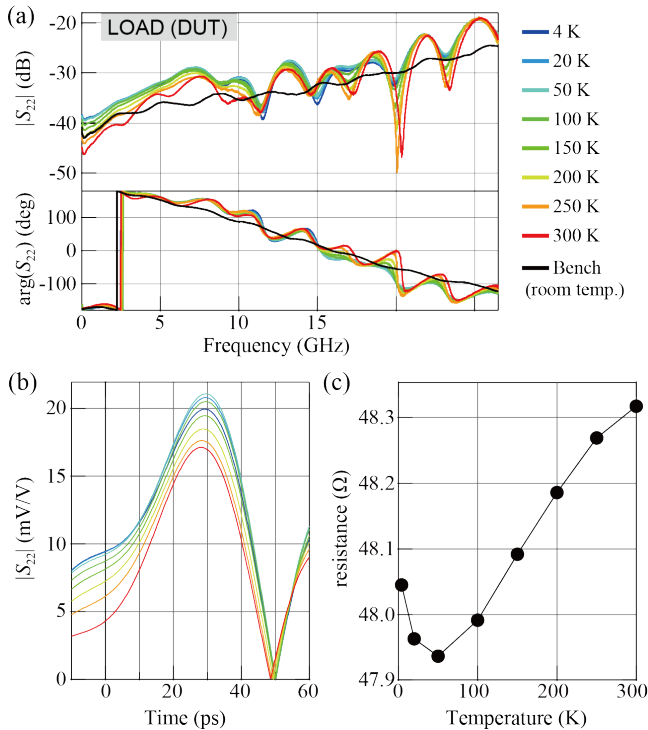 (a)
LOAD (DUT)
-20
-30
-40
-50
|S₂₂| (dB)
100
0
-100
arg(S₂₂) (deg)
0
5
10
15
20
25
Frequency (GHz)
4 K
20 K
50 K
100 K
150 K
200 K
250 K
300 K
Bench
(room temp.)
(b)
20
15
10
5
0
|S₂₂| (mV/V)
0
20
40
60
Time (ps)
(c)
48.3
48.2
48.1
48.0
47.9
resistance (Ω)
0
100
200
300
Temperature (K)